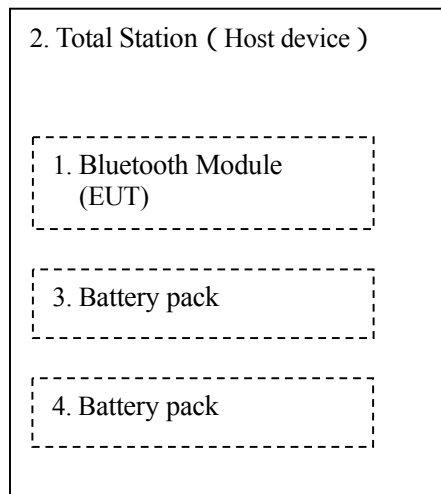 2. Total Station ( Host device )
1. Bluetooth Module
(EUT)
3. Battery pack
4. Battery pack